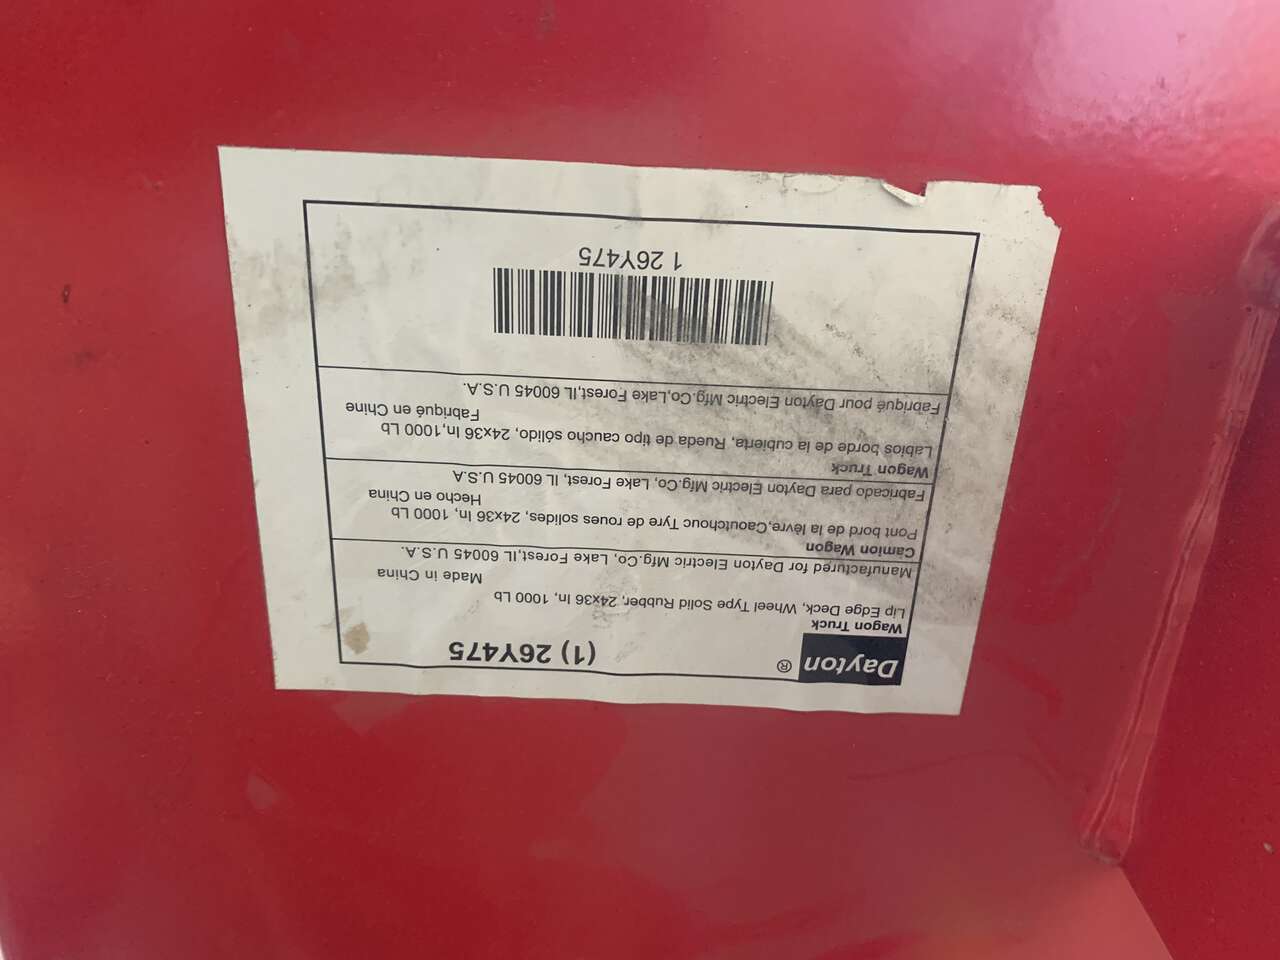 Dayton ® (1) 26Y475
Wagon Truck
Lip Edge Deck, Wheel Type Solid Rubber, 24x36 In, 1000 Lb
Made in China
Manufactured for Dayton Electric Mfg.Co, Lake Forest,IL 60045 U.S.A.
Camion Wagon
Pont bord de la lèvre,Caoutchouc Tyre de roues solides, 24x36 In, 1000 Lb
Hecho en China
Fabricado para Dayton Electric Mfg.Co, Lake Forest, IL 60045 U.S.A
Wagon Truck
Labios borde de la cubierta, Rueda de tipo caucho sólido, 24x36 In,1000 Lb
Fabriqué en Chine
Fabriqué pour Dayton Electric Mfg.Co,Lake Forest,IL 60045 U.S.A.
1 26Y475